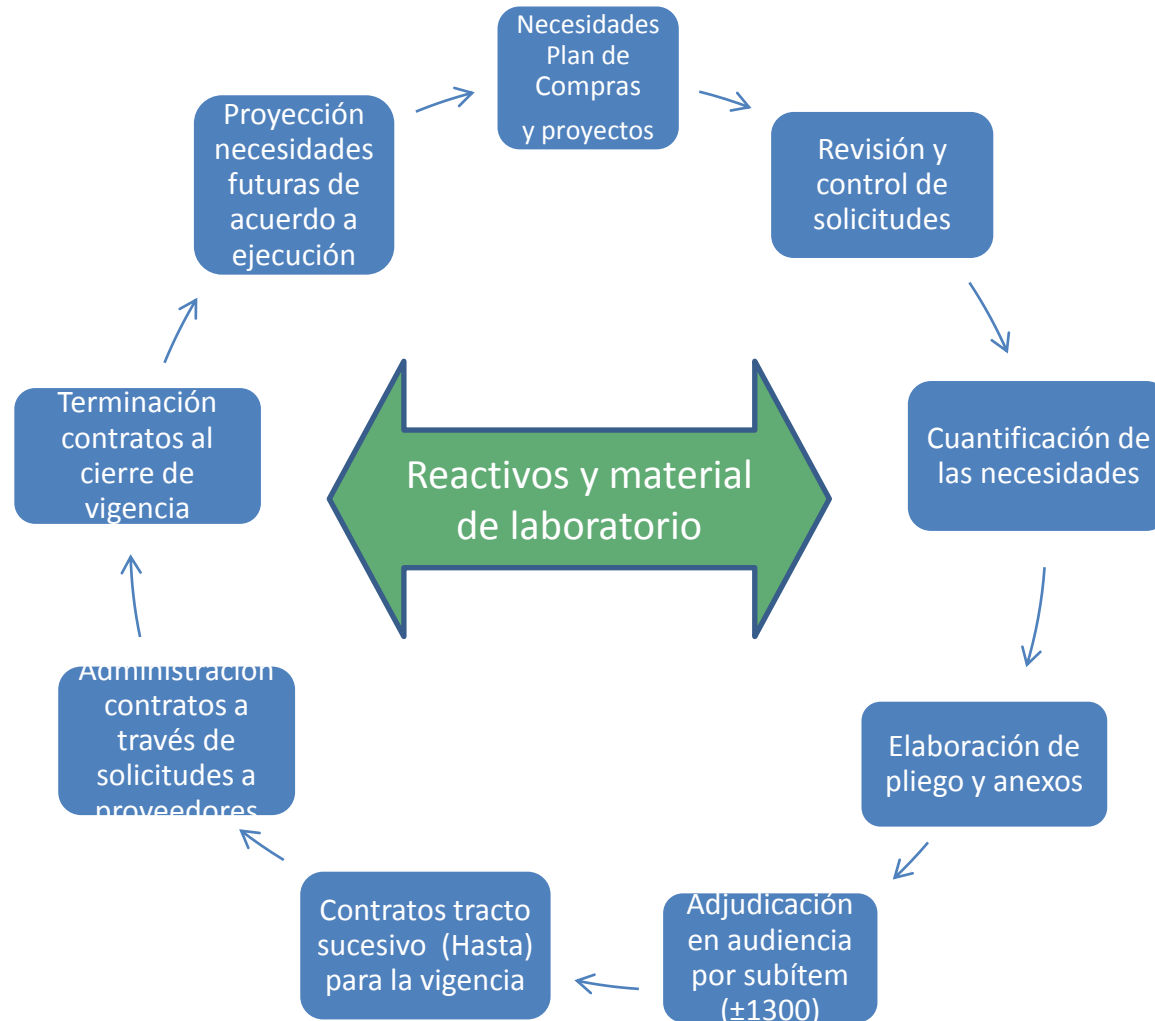 Necesidades
Plan de
Compras
y proyectos
Revisión y
control de
solicitudes
Cuantificación de
las necesidades
Elaboración de
pliego y anexos
Adjudicación
en audiencia
por subítem
(±1300)
Contratos tracto
sucesivo (Hasta)
para la vigencia
Administración
contratos a
través de
solicitudes a
proveedores
Terminación
contratos al
cierre de
vigencia
Proyección
necesidades
futuras de
acuerdo a
ejecución
Reactivos y material
de laboratorio